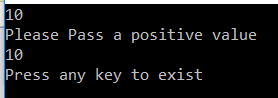 10
Please Pass a positive value
10
Press any key to exist